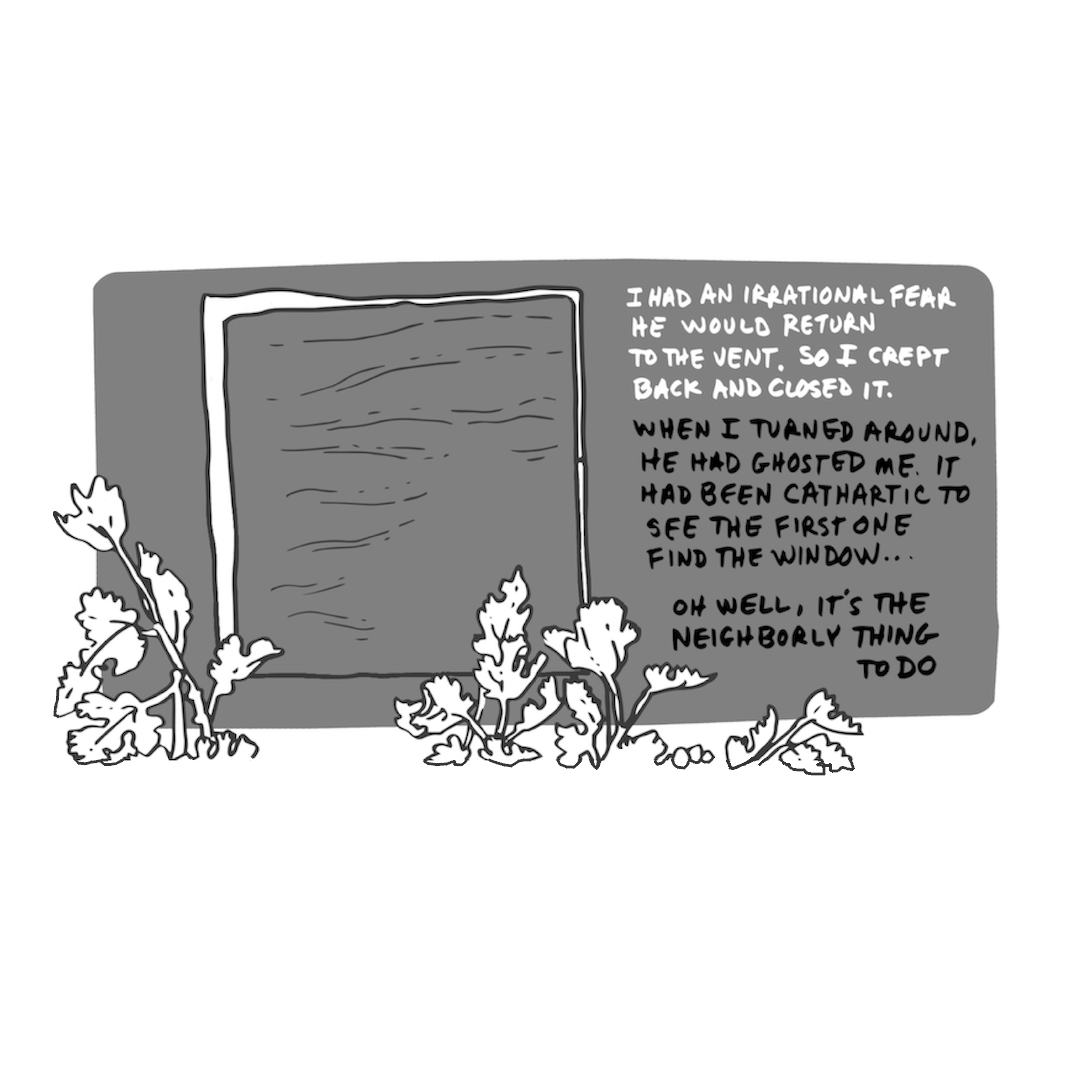 I HAD AN IRRATIONAL FEAR
HE WOULD RETURN
TO THE VENT. SO I CREPT
BACK AND CLOSED IT.
WHEN I TURNED AROUND,
HE HAD GHOSTED ME. IT
HAD BEEN CATHARTIC TO
SEE THE FIRST ONE
FIND THE WINDOW...
OH WELL, IT'S THE
NEIGHBORLY THING
TO DO